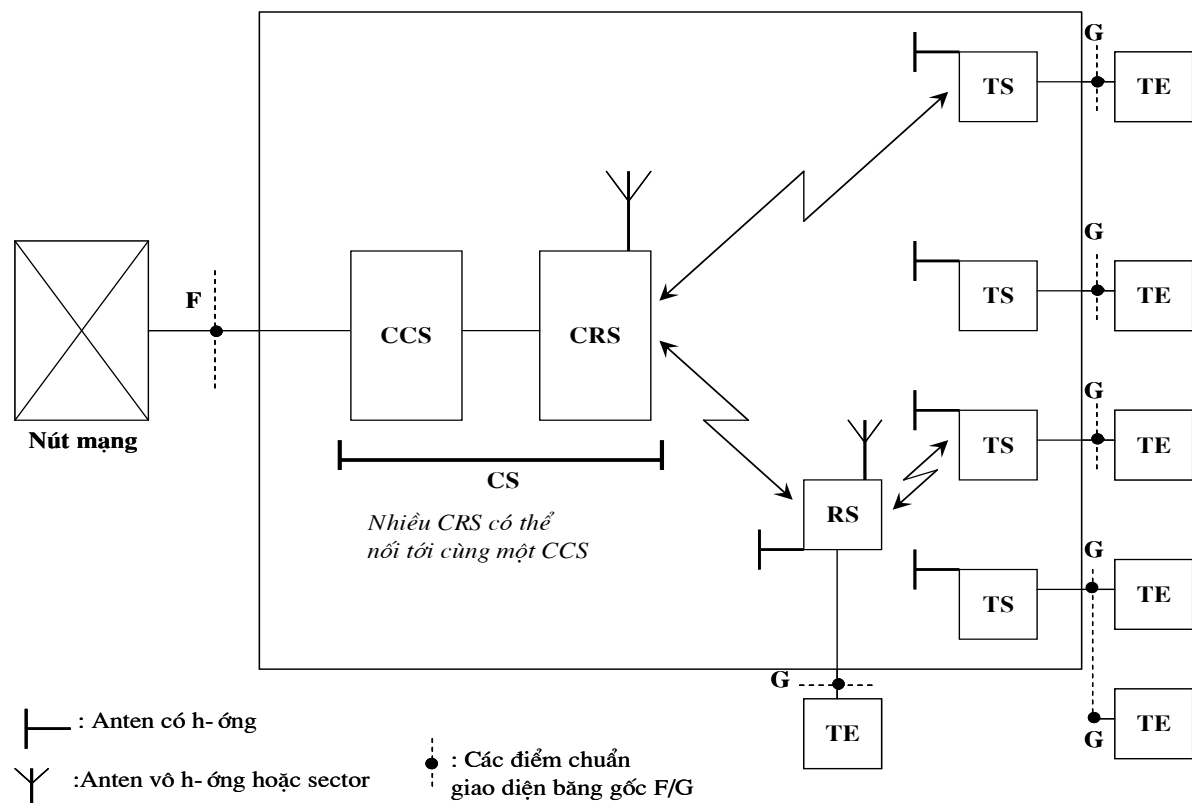 G
TS
TE
G
TS
TE
F
CCS
CRS
G
TS
TE
Nút mạng
CS
RS
Nhiều CRS có thể
nối tới cùng một CCS
G
TS
TE
G
TE
G
TE
: Anten có h- ớng
:Anten vô h- ớng hoặc sector
: Các điểm chuẩn
giao diện băng gốc F/G